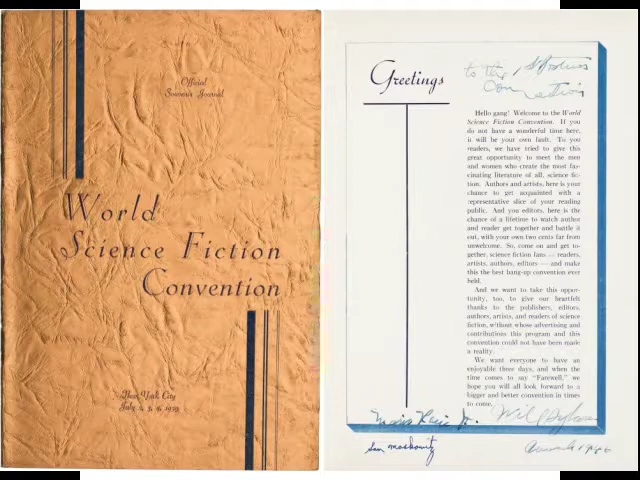 Official
Souvenir Journal
World
Science Fiction
Convention
New York City
July 2, 3, 4, 1939
Greetings
to the 1st
Convention
Hello gang! Welcome to the World
Science Fiction Convention. If you
do not have a wonderful time here,
it will be your own fault. To you
readers, we have tried to give this
great opportunity to meet the men
and women who create the most fas-
cinating literature of all, science fic-
tion. Authors and artists, here is your
chance to get acquainted with a
representative slice of your reading
public. And you editors, here is the
chance of a lifetime to watch author
and reader get together and battle it
out, with your own two cents far from
unwelcome. So, come on and get to-
gether, science fiction fans — readers,
artists, authors, editors — and make
this the best bang-up convention ever
held.
And we want to take this oppor-
tunity, too, to give our heartfelt
thanks to the publishers, editors,
authors, artists, and readers of science
fiction, without whose advertising and
contributions this program and this
convention could not have been made
a reality.
We want everyone to have an
enjoyable three days, and when the
time comes to say "Farewell," we
hope you will all look forward to a
bigger and better convention in times
to come.
Will Sykora
Sam Moskowitz